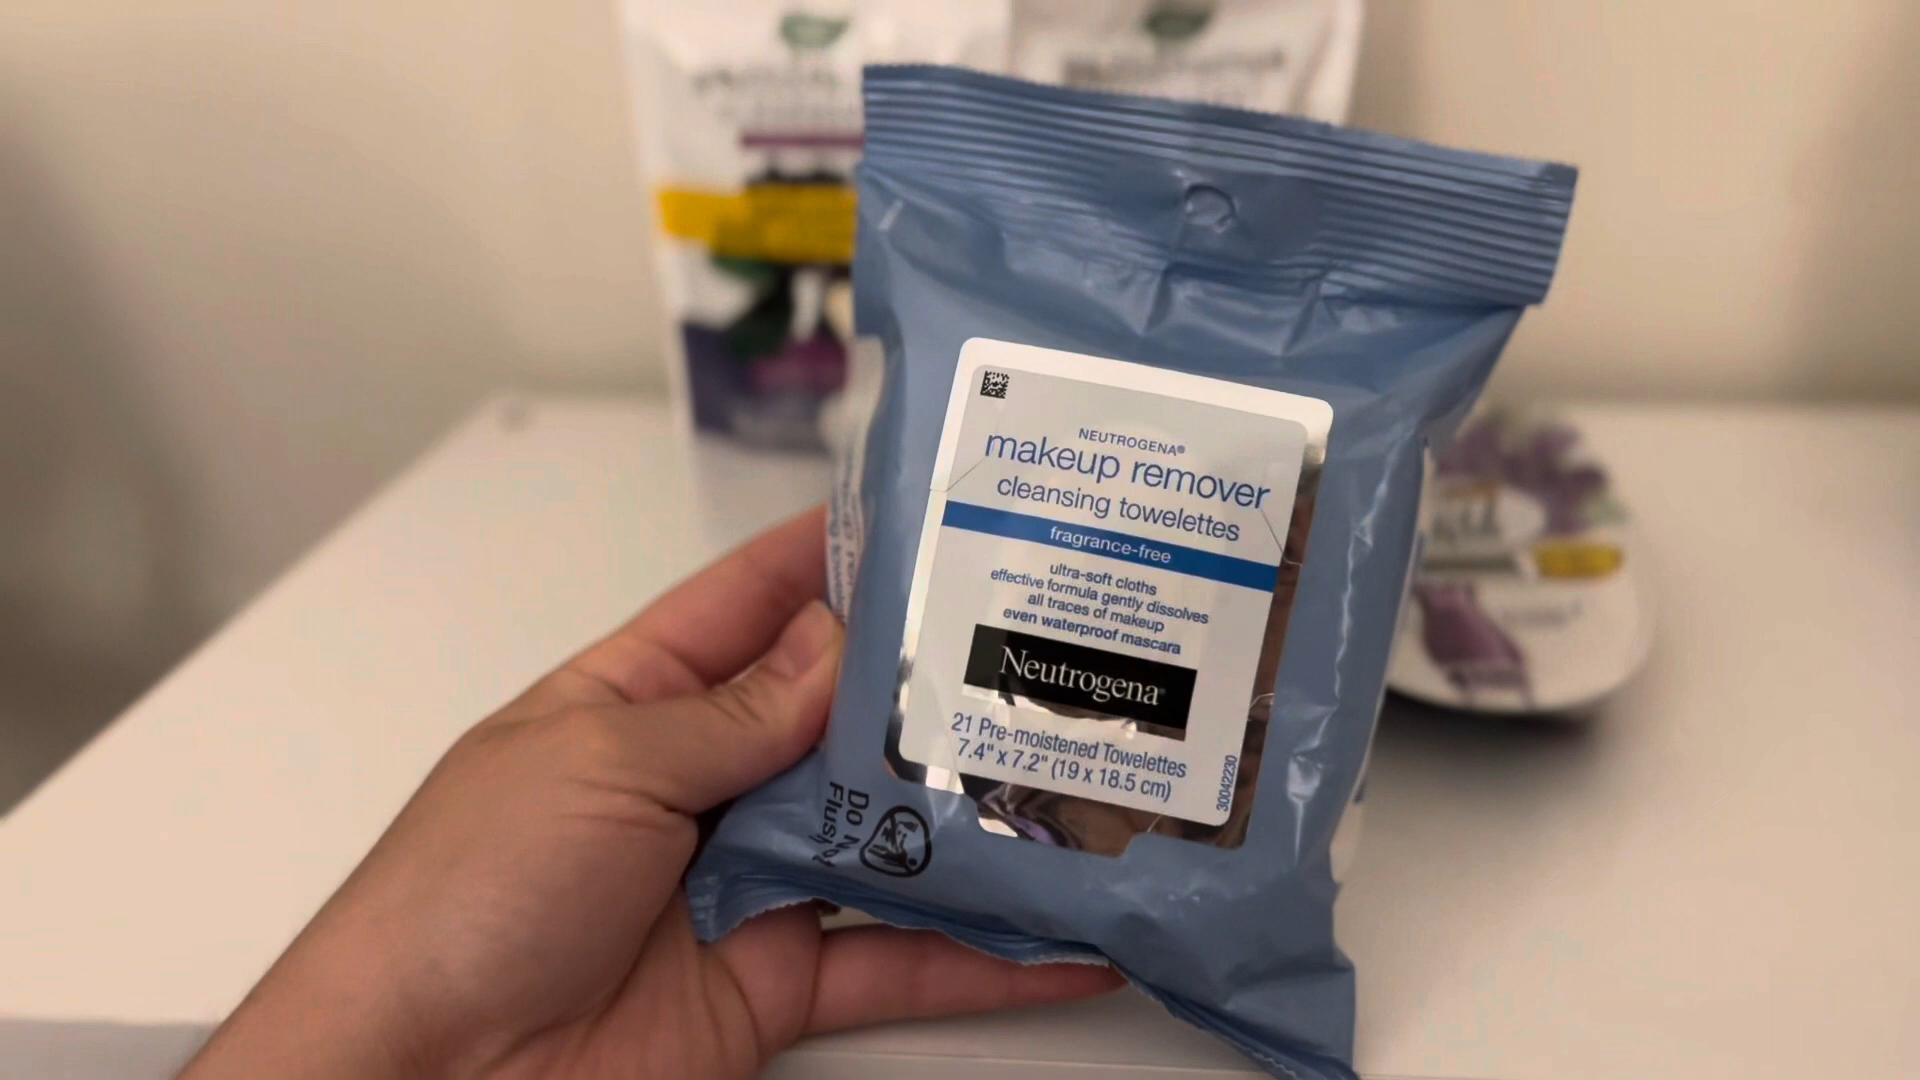 NEUTROGENA®
makeup remover
cleansing towelettes
fragrance-free
ultra-soft cloths
effective formula gently dissolves
all traces of makeup
even waterproof mascara
Neutrogena®
21 Pre-moistened Towelettes
7.4" x 7.2" (19 x 18.5 cm)
30042230
Do Not
Flush